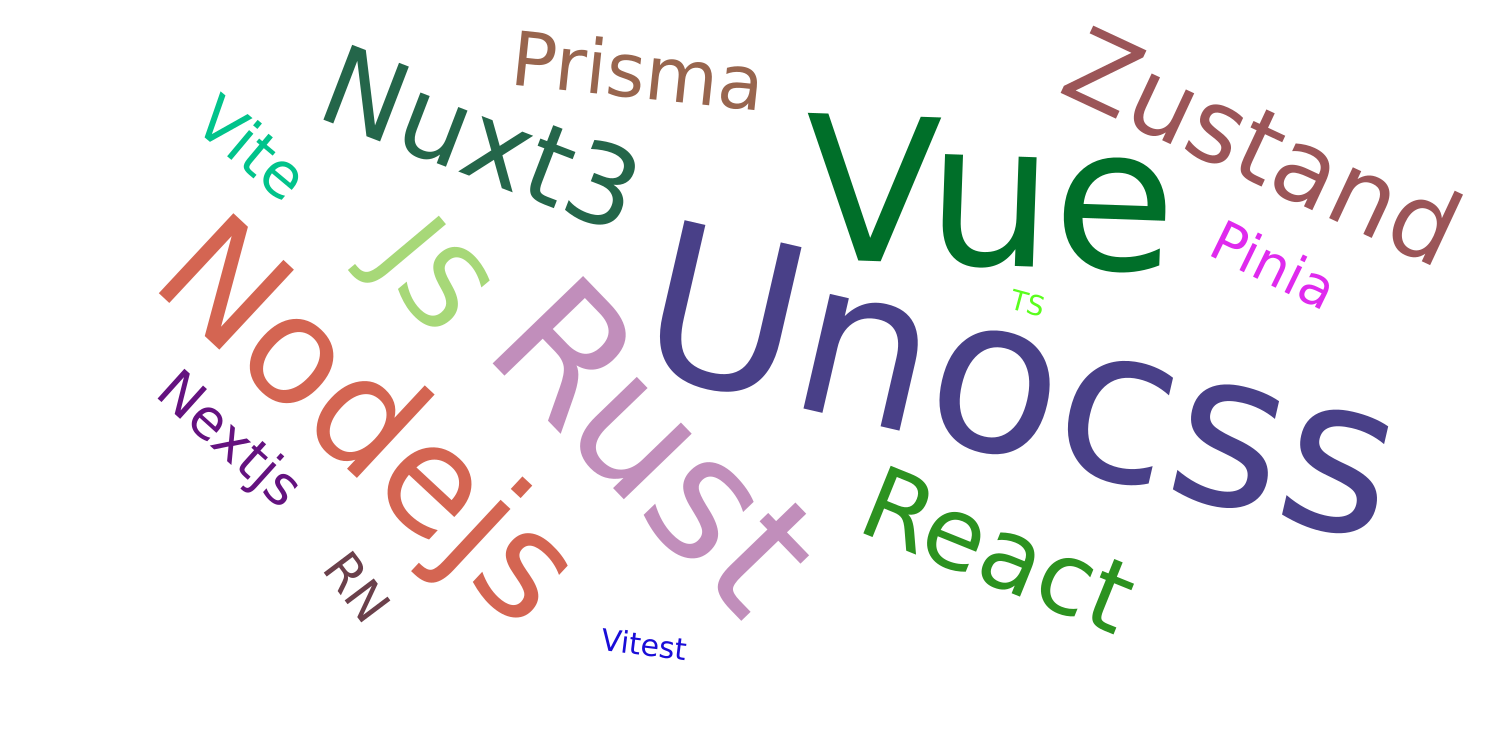 Prisma
Zustand
Nuxt3
Vite
Vue
Js
Nodejs
Unocss
Pinia
TS
Rust
Nextjs
React
RN
Vitest